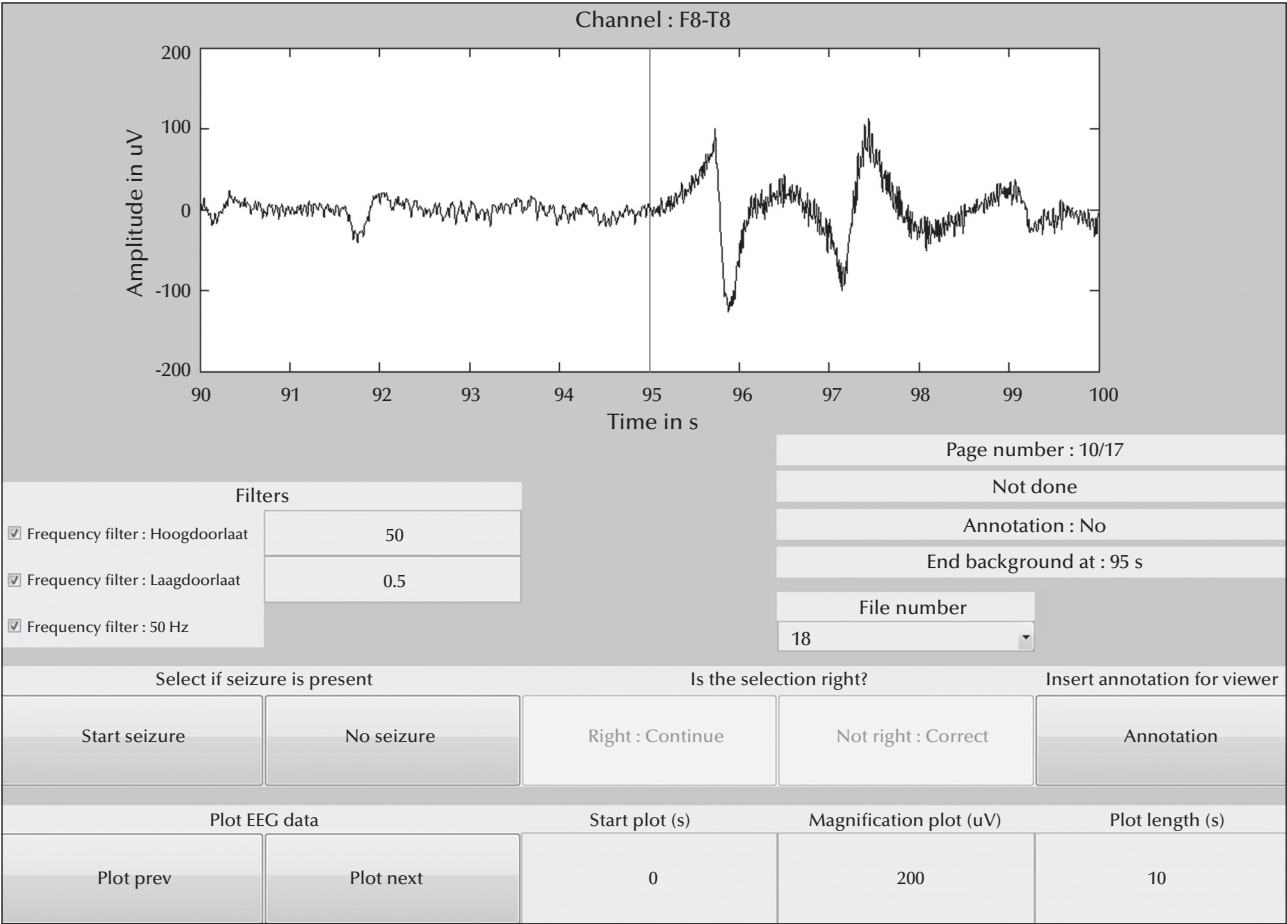 Channel : F8-T8
200
100
0
-100
-200
Amplitude in uV
90 91 92 93 94 95 96 97 98 99 100
Time in s
Page number : 10/17
Not done
Annotation : No
End background at : 95 s
File number
18
Filters
Frequency filter : Hoogdoorlaat 50
Frequency filter : Laagdoorlaat 0.5
Frequency filter : 50 Hz
Select if seizure is present Is the selection right? Insert annotation for viewer
Start seizure No seizure Right : Continue Not right : Correct Annotation
Plot EEG data Start plot (s) Magnification plot (uV) Plot length (s)
Plot prev Plot next 0 200 10